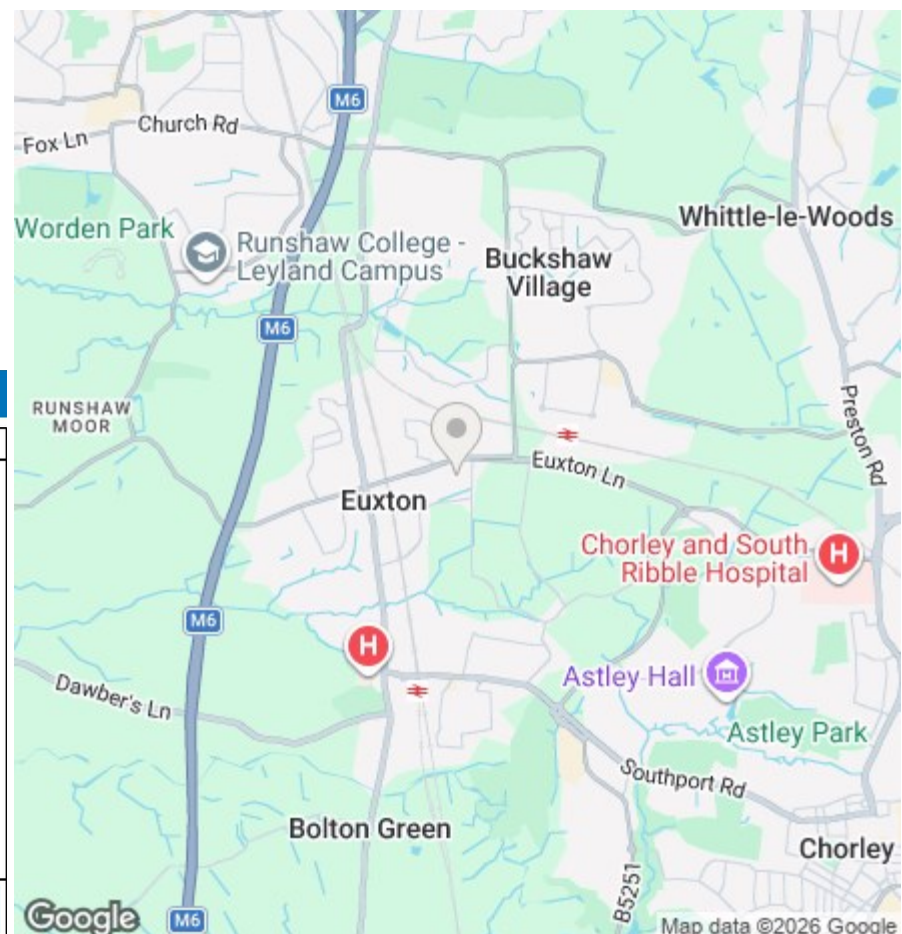 M6
Church Rd
Fox Ln
Whittle-le-Woods
Worden Park
Runshaw College -
Leyland Campus
Buckshaw
Village
M6
RUNSHAW
MOOR
Preston Rd
Euxton Ln
Euxton
Chorley and South
Ribble Hospital
H
M6
H
Astley Hall
Dawber's Ln
Astley Park
Southport Rd
Bolton Green
Chorley
B5251
Google
M6
Map data ©2026 Google